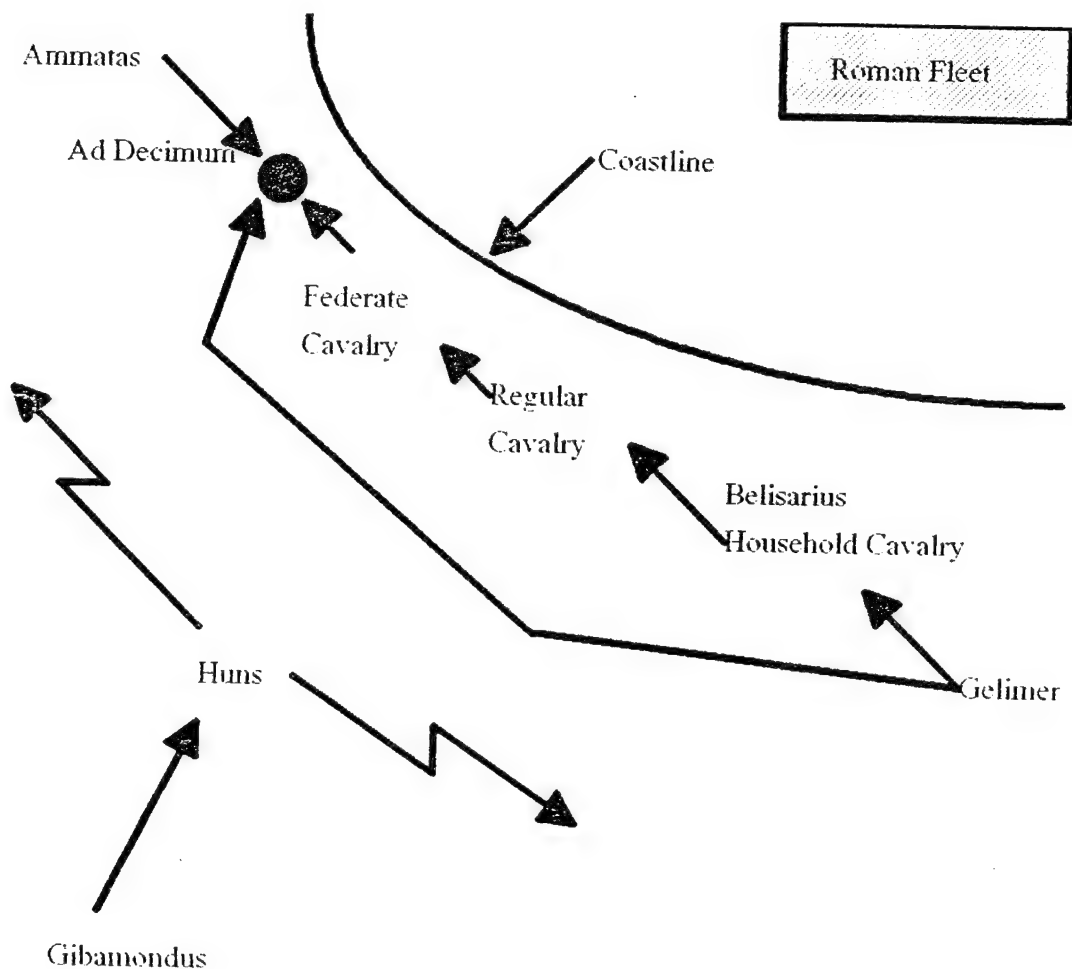 Ammatas
Roman Fleet
Ad Decimum
Coastline
Federate
Cavalry
Regular
Cavalry
Belisarius
Household Cavalry
Huns
Gelimer
Gibamondus